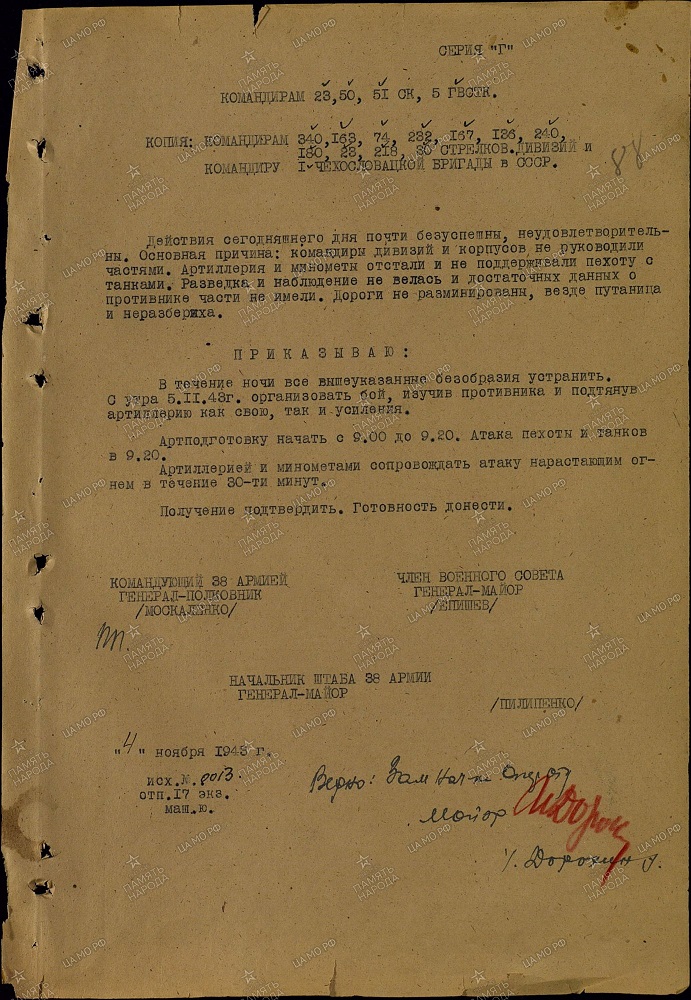 СЕРИЯ "Г"
КОМАНДИРАМ 23,50, 51 СК, 5 ГВСТК.
КОПИЯ: КОМАНДИРАМ 340,163, 74, 232, 167, 136, 240,
180, 23, 218, 30 СТРЕЛКОВ.ДИВИЗИЙ и
КОМАНДИРУ I ЧЕХОСЛОВАЦКОЙ БРИГАДЫ в СССР.
88
Действия сегодняшнего дня почти безуспешны, неудовлетворитель-
ны. Основная причина: командиры дивизий и корпусов не руководили
частями. Артиллерия и минометы отстали и не поддерживали пехоту с
танками. Разведка и наблюдение не велась и достаточных данных о
противнике части не имели. Дороги не разминированы, везде путаница
и неразбериха.
ПРИКАЗЫВАЮ:
В течение ночи все вышеуказанные безобразия устранить.
С утра 5.II.43г. организовать бой, изучив противника и подтянув
артиллерию как свою, так и усиления.
Артподготовку начать с 9.00 до 9.20. Атака пехоты и танков
в 9.20.
Артиллерией и минометами сопровождать атаку нарастающим ог-
нем в течение 30-ти минут.
Получение подтвердить. Готовность донести.
КОМАНДУЮЩИЙ 38 АРМИЕЙ
ГЕНЕРАЛ-ПОЛКОВНИК
/МОСКАЛЕНКО/
ЧЛЕН ВОЕННОГО СОВЕТА
ГЕНЕРАЛ-МАЙОР
/ЕПИШЕВ/
НАЧАЛЬНИК ШТАБА 38 АРМИИ
ГЕНЕРАЛ-МАЙОР
/ПИЛИПЕНКО/
"4" ноября 1943 г.
исх.№.0013.
отп.17 экз.
маш.ю.
Верно: Зам Нач-ка
Майор
/. Дорохин /.
ПАМЯТЬ НАРОДА
ЦАМО.РФ